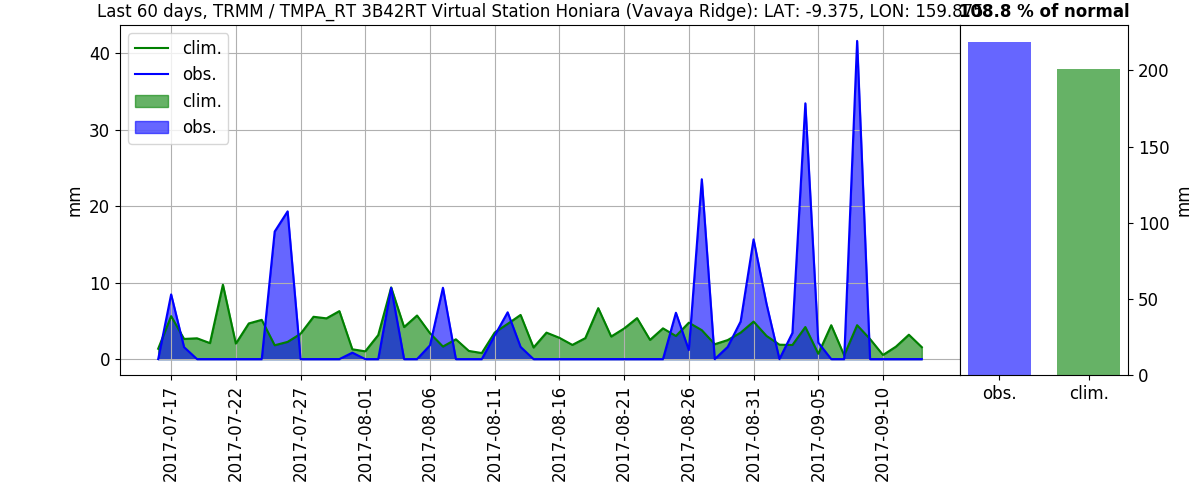 Last 60 days, TRMM / TMPA_RT 3B42RT Virtual Station Honiara (Vavaya Ridge): LAT: -9.375, LON: 159.875
108.8 % of normal
clim.
obs.
clim.
obs.
40
30
20
10
0
mm
2017-07-17
2017-07-22
2017-07-27
2017-08-01
2017-08-06
2017-08-11
2017-08-16
2017-08-21
2017-08-26
2017-08-31
2017-09-05
2017-09-10
200
150
100
50
0
mm
obs.
clim.